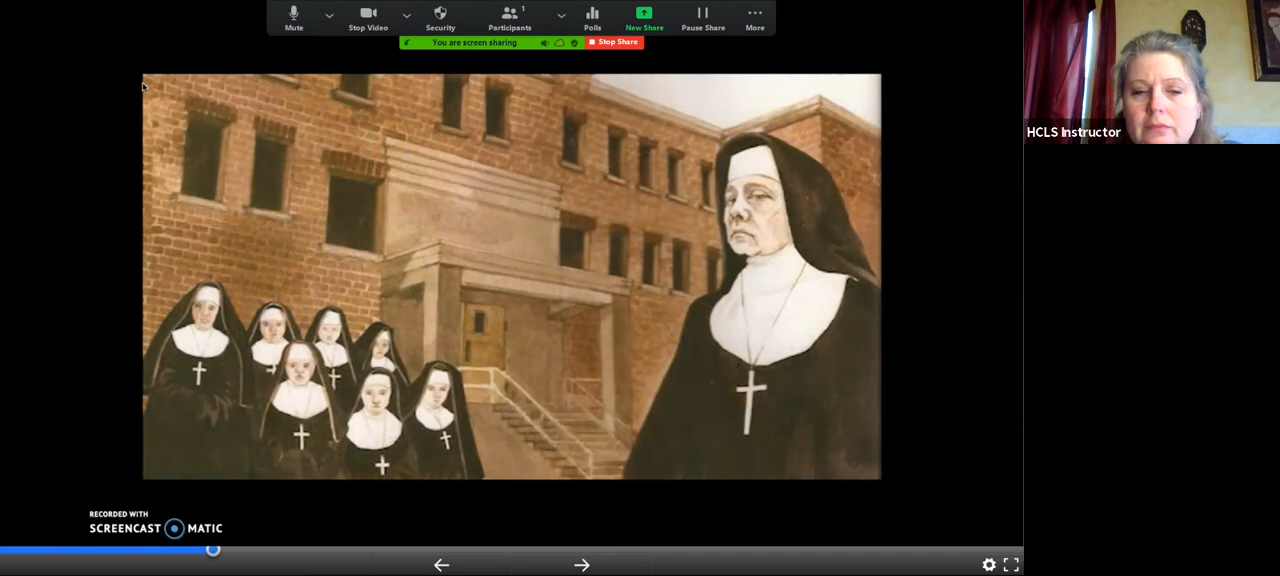 1
Mute
Stop Video
Security
Participants
Polls
New Share
Pause Share
More
You are screen sharing
Stop Share
HCLS Instructor
RECORDED WITH
SCREENCAST MATIC